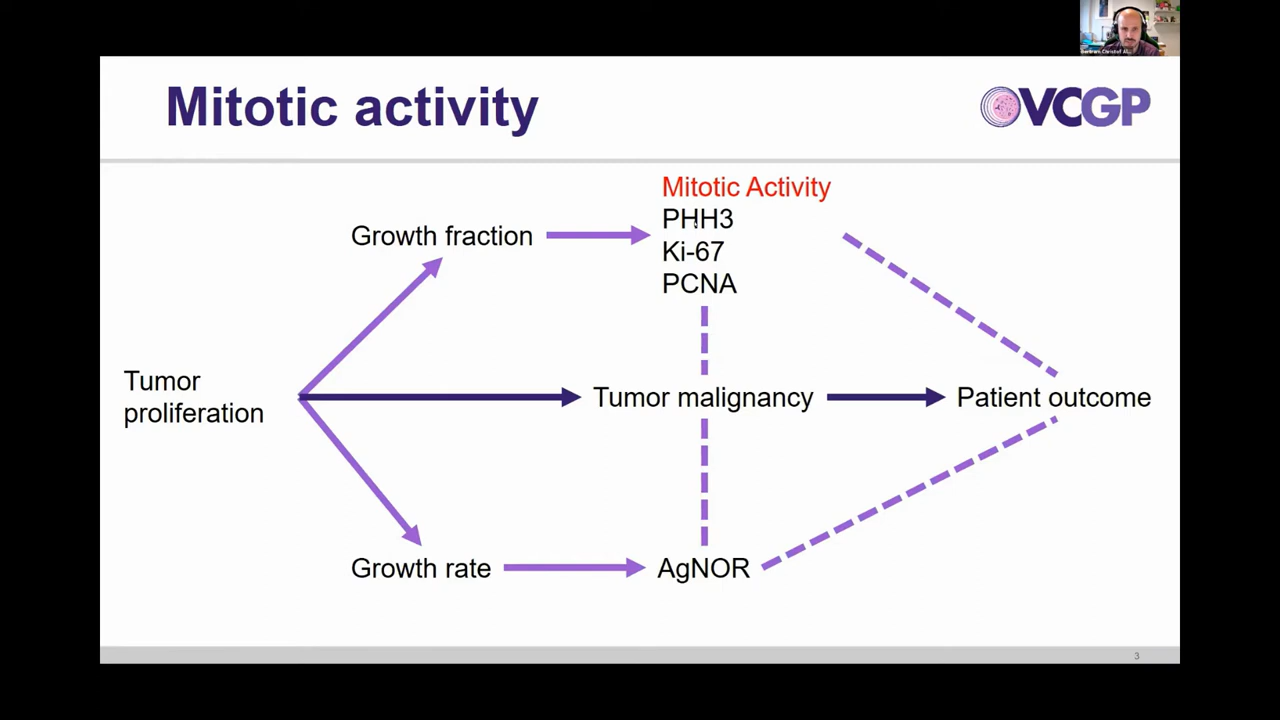 Mitotic activity
VCGP
Mitotic Activity
PHH3
Ki-67
PCNA
Growth fraction
Tumor
proliferation
Tumor malignancy
Patient outcome
Growth rate
AgNOR
3